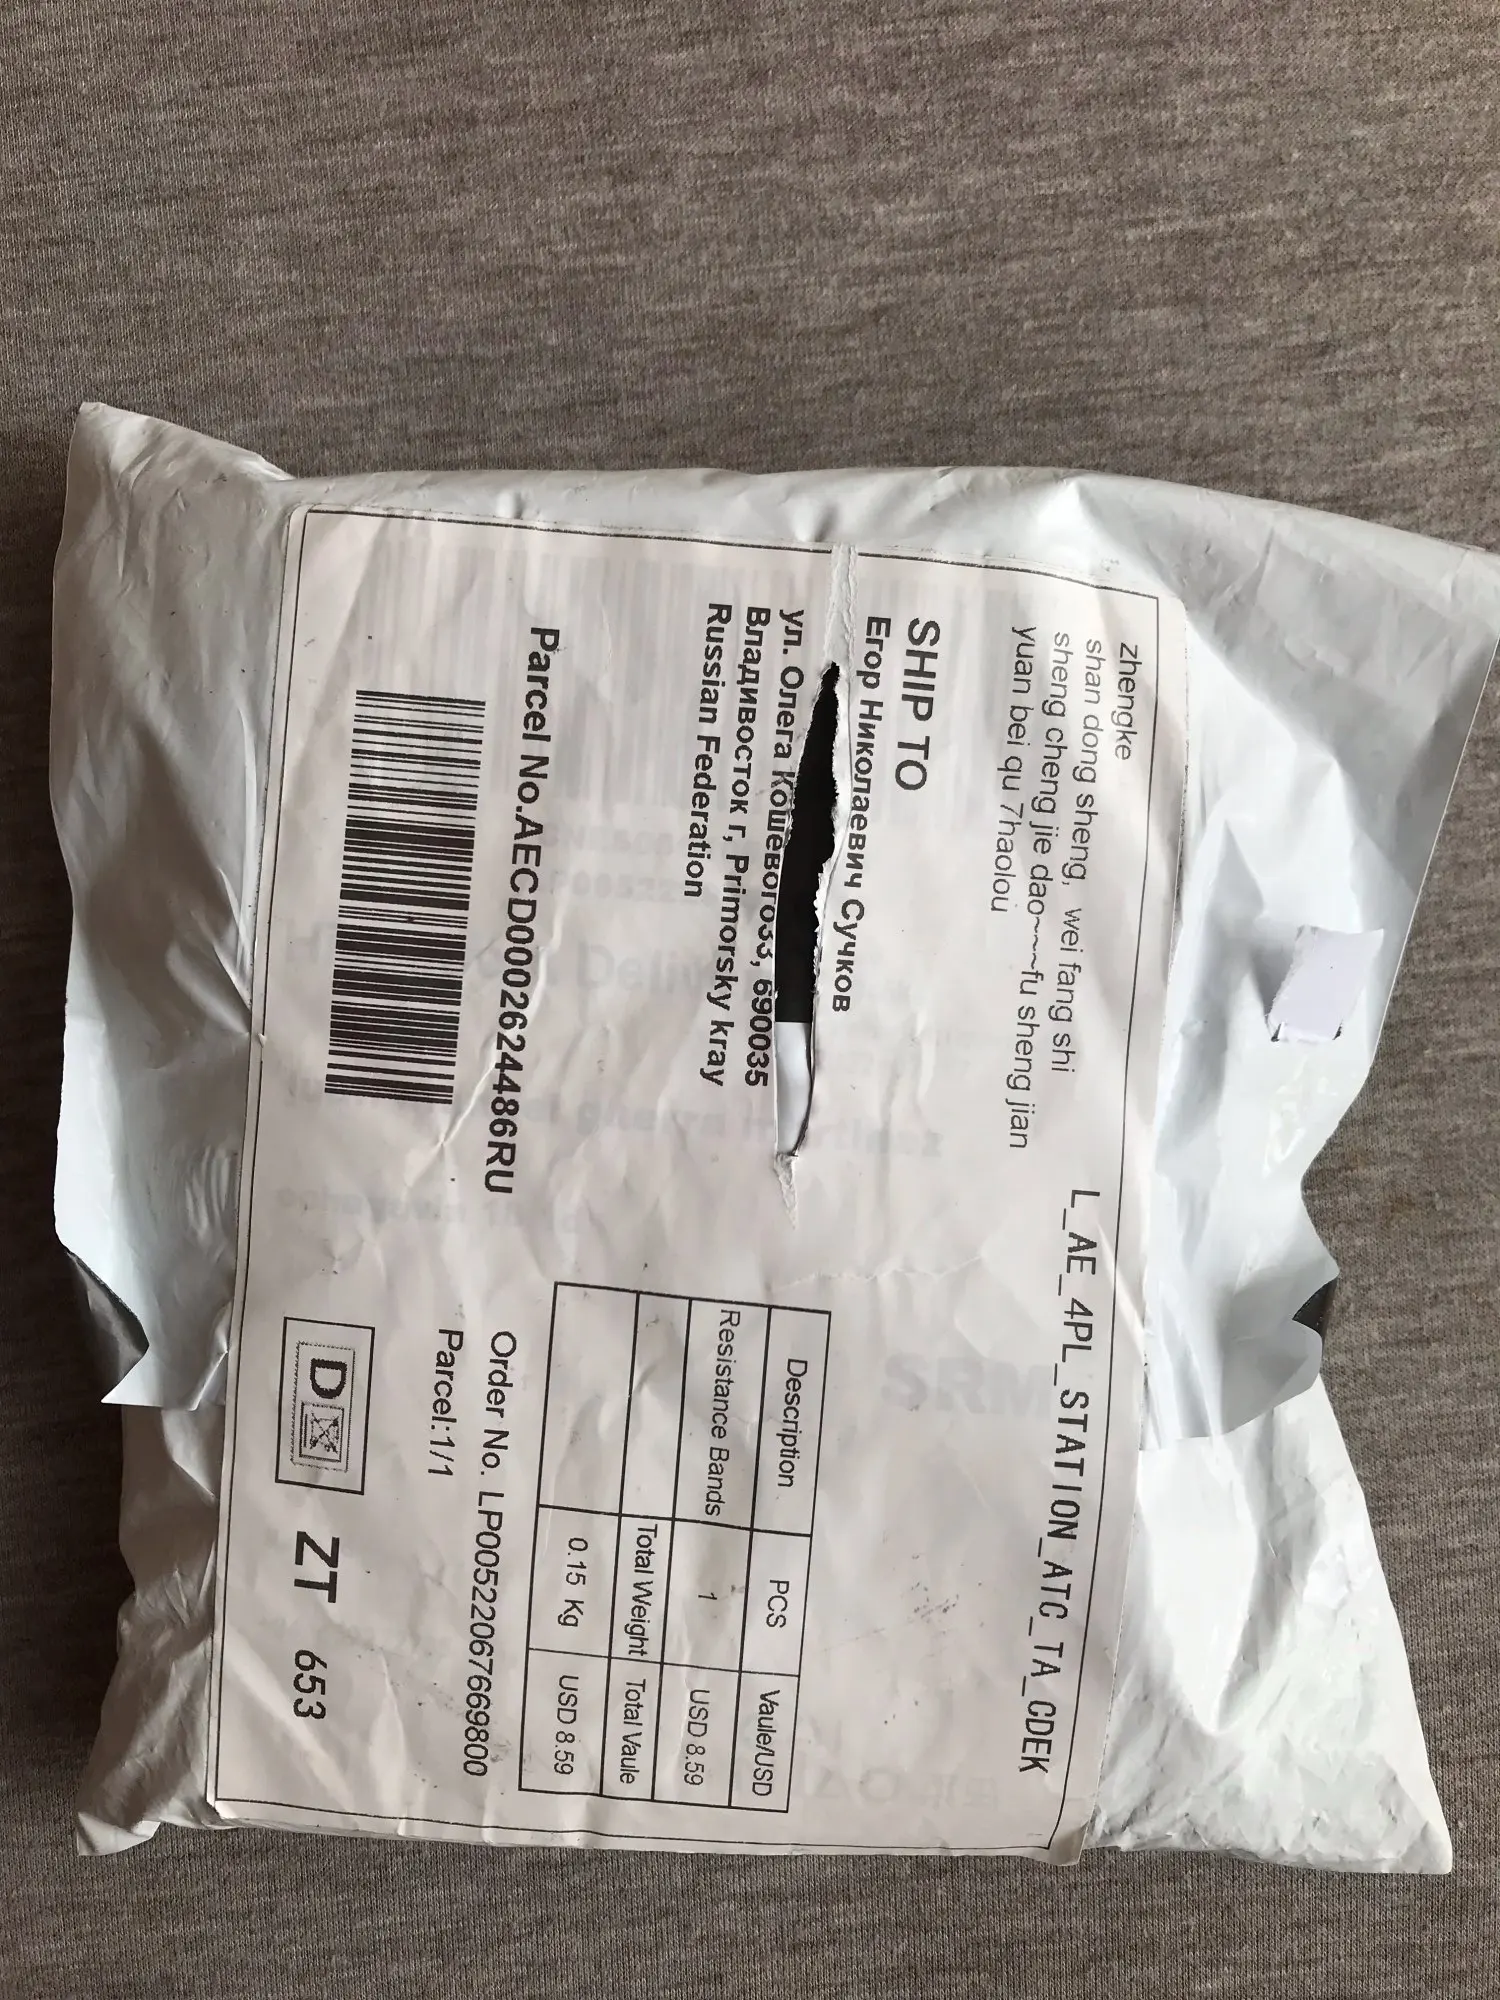 zhengke
shan dong sheng, wei fang shi
sheng cheng jie dao~~~fu sheng jian
yuan bei qu 7haolou
L_AE_4PL_STATION_ATC_TA_CDEK
SHIP TO
Егор Николаевич Сучков
ул. Олега Кошевого33, 690035
Владивосток г, Primorsky kray
Russian Federation
Description PCS Vaule/USD
Resistance Bands 1 USD 8.59
Total Weight Total Vaule
0.15 Kg USD 8.59
Parcel No.AECD0002624486RU
Order No. LP00522067669800
Parcel:1/1
D
ZT 653